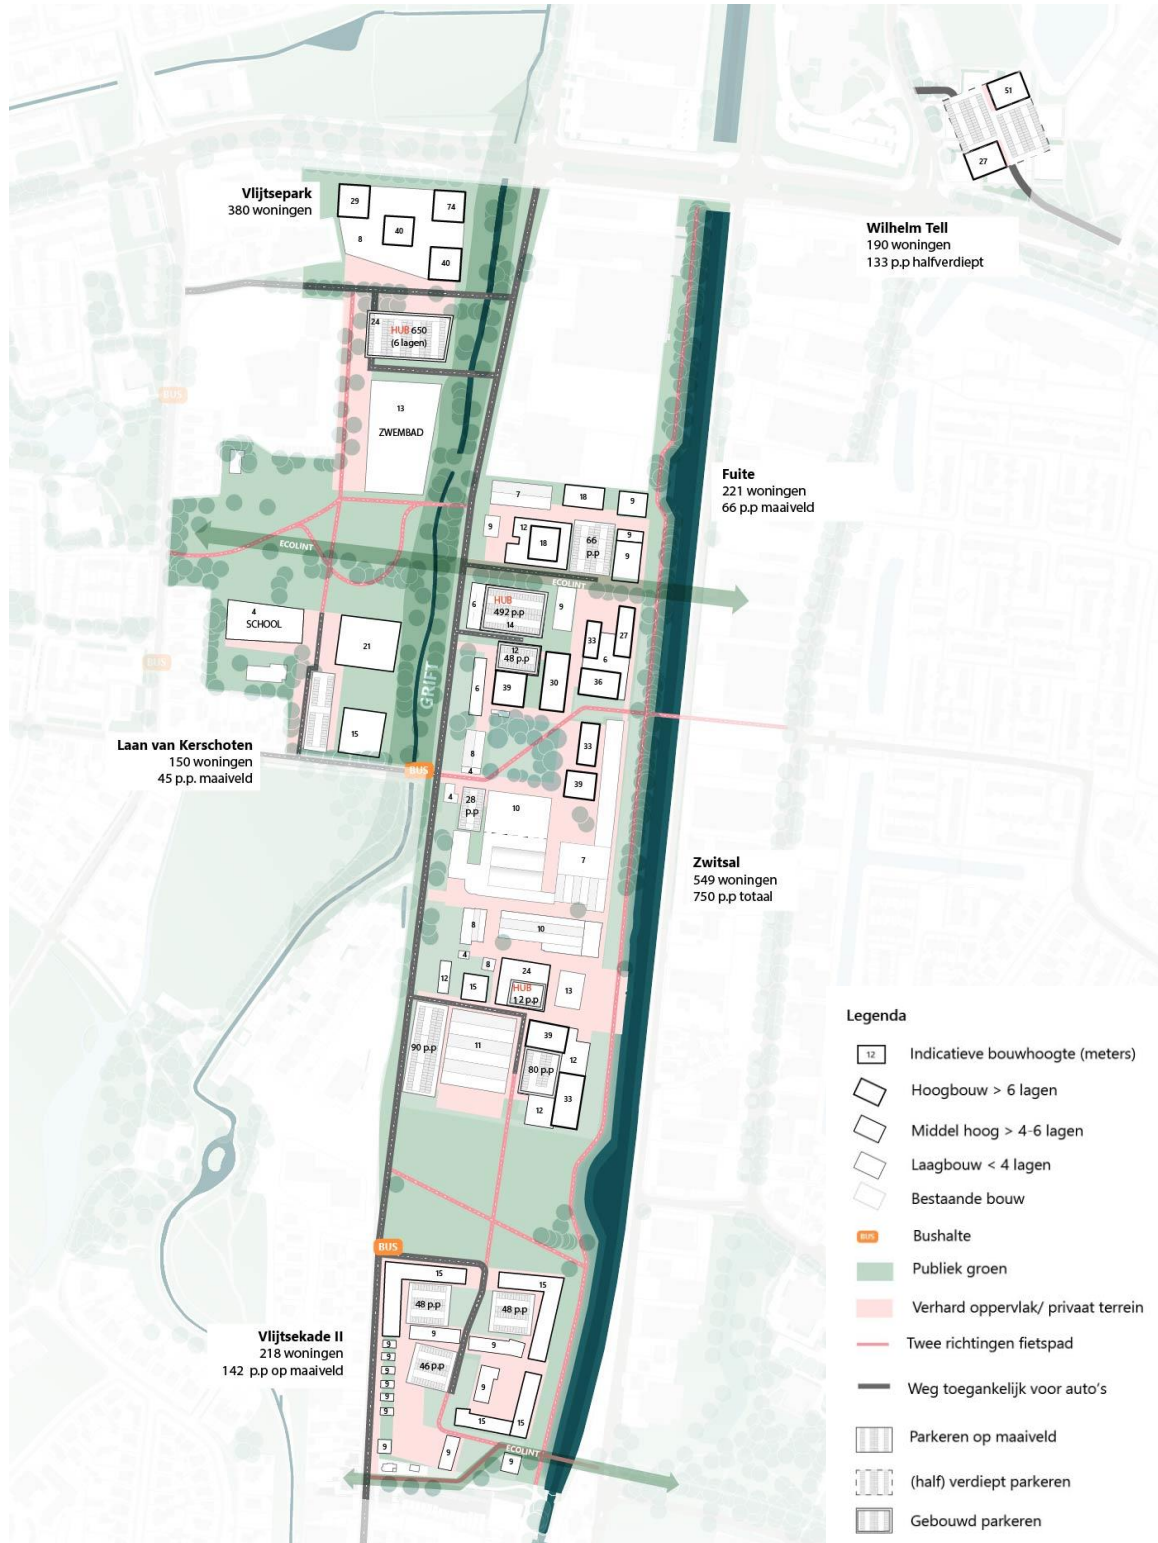 51
27
Wilhelm Tell
190 woningen
133 p.p halfverdiept
Vlijtsepark
380 woningen
29
74
40
8
40
24
HUB 650
(6 lagen)
13
ZWEMBAD
BUS
Fuite
221 woningen
66 p.p maaiveld
7
18
9
9
12
18
66
p.p
9
9
ECOLINT
ECOLINT
HUB
492 p.p
14
6
9
4
SCHOOL
21
15
BUS
GRIFT
12
48 p.p
6
39
30
33
27
6
36
Laan van Kerschoten
150 woningen
45 p.p. maaiveld
BUS
8
4
33
39
4
28
p.p
10
7
Zwitsal
549 woningen
750 p.p totaal
8
10
4
8
12
15
24
HUB
12 p.p
13
90 p.p
11
39
12
80 p.p
12
33
BUS
15
15
48 p.p
48 p.p
9
9
46 p.p
9
9
9
9
9
9
9
9
15
15
9
9
9
ECOLINT
Vlijtsekade II
218 woningen
142 p.p op maaiveld
Legenda
12 Indicatieve bouwhoogte (meters)
Hoogbouw > 6 lagen
Middel hoog > 4-6 lagen
Laagbouw < 4 lagen
Bestaande bouw
BUS Bushalte
Publiek groen
Verhard oppervlak/ privaat terrein
Twee richtingen fietspad
Weg toegankelijk voor auto's
Parkeren op maaiveld
(half) verdiept parkeren
Gebouwd parkeren